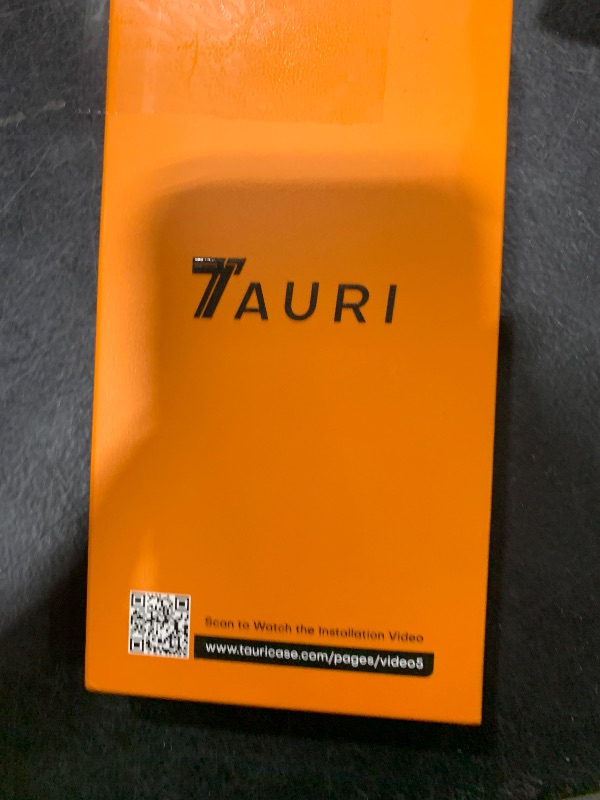 TAURI
Scan to Watch the Installation Video
www.tauricase.com/pages/video5